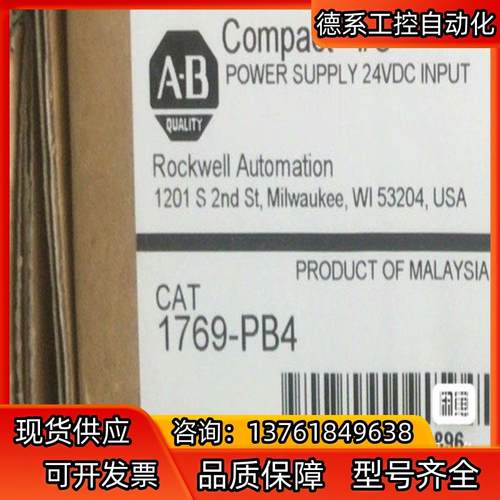 德系工控自动化
Compact
A-B
QUALITY
POWER SUPPLY 24VDC INPUT
Rockwell Automation
1201 S 2nd St, Milwaukee, WI 53204, USA
PRODUCT OF MALAYSIA
CAT
1769-PB4
896
现货供应
可开发票
咨询：13761849638
品质保障
型号齐全